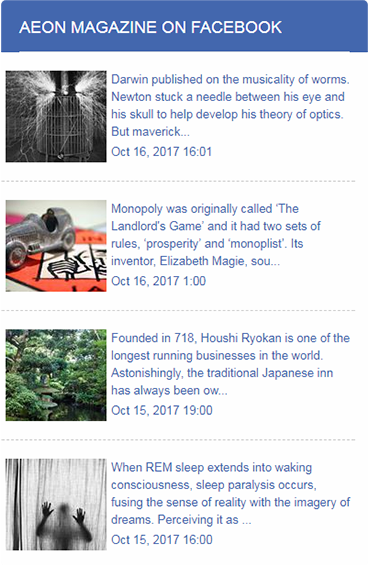 AEON MAGAZINE ON FACEBOOK
Darwin published on the musicality of worms.
Newton stuck a needle between his eye and
his skull to help develop his theory of optics.
But maverick...
Oct 16, 2017 16:01
Monopoly was originally called ‘The
Landlord’s Game’ and it had two sets of
rules, ‘prosperity’ and ‘monoplist’. Its
inventor, Elizabeth Magie, sou...
Oct 16, 2017 1:00
Founded in 718, Houshi Ryokan is one of the
longest running businesses in the world.
Astonishingly, the traditional Japanese inn
has always been ow...
Oct 15, 2017 19:00
When REM sleep extends into waking
consciousness, sleep paralysis occurs,
fusing the sense of reality with the imagery of
dreams. Perceiving it as ...
Oct 15, 2017 16:00